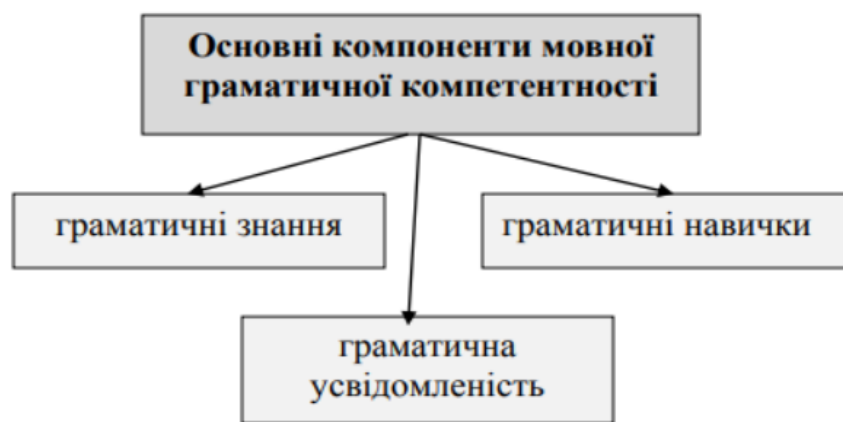 Основні компоненти мовної
граматичної компетентності
граматичні знання
граматичні навички
граматична
усвідомленість